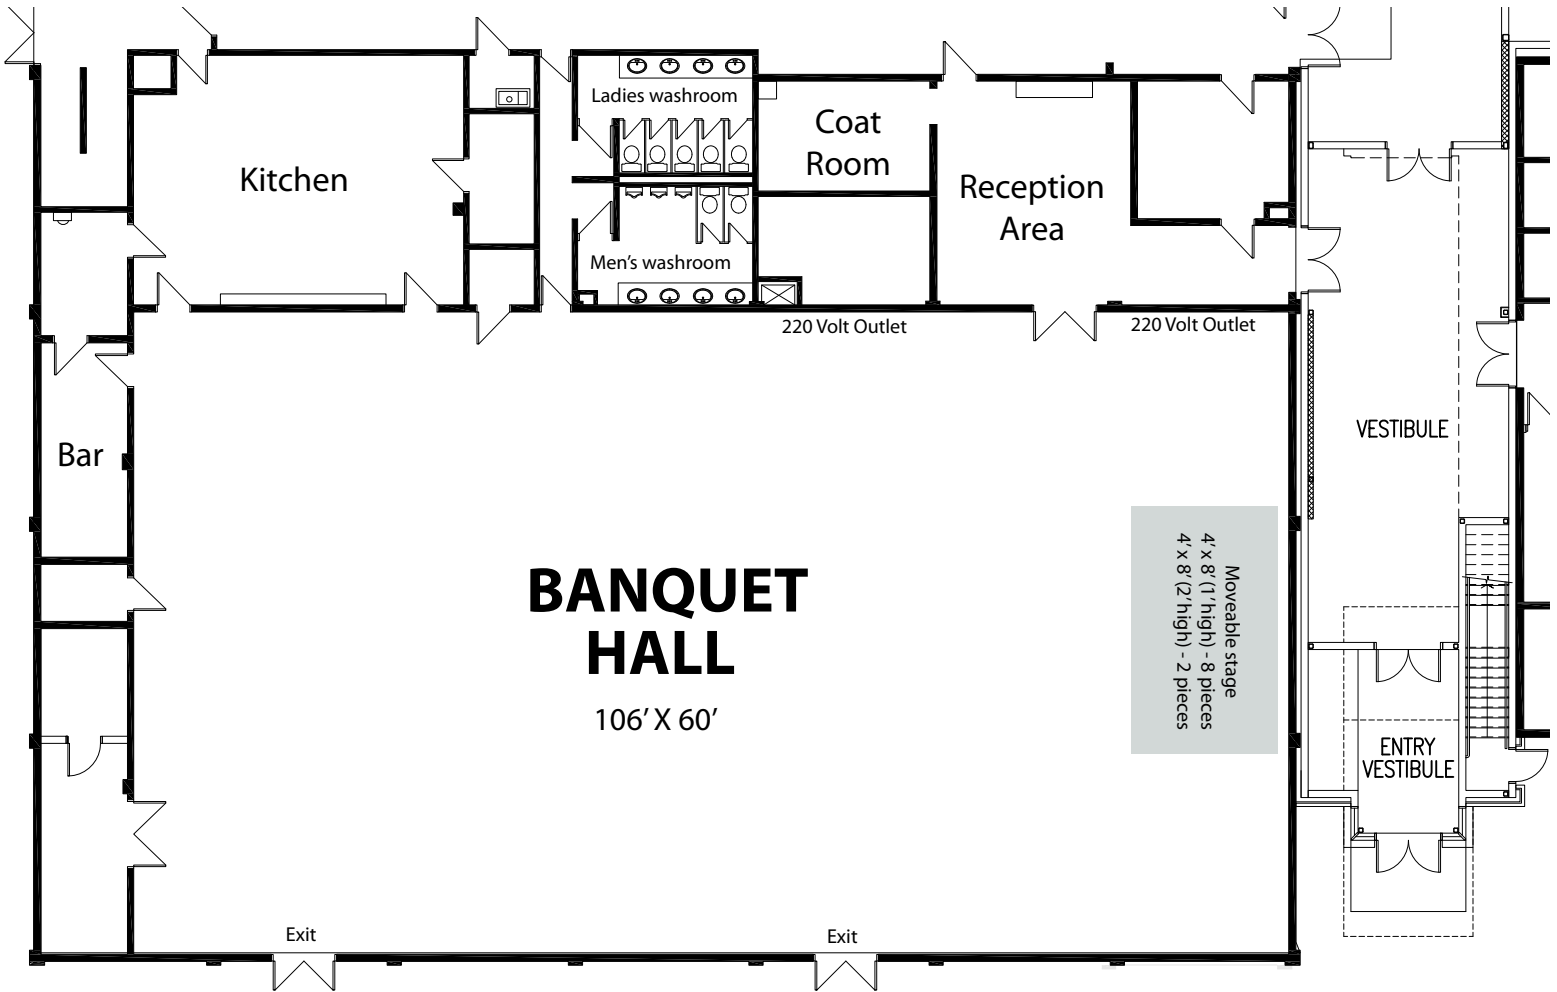 Ladies washroom
Coat
Room
Kitchen
Reception
Area
Men's washroom
220 Volt Outlet
220 Volt Outlet
VESTIBULE
Bar
Moveable stage
4' x 8' (1' high) - 8 pieces
4' x 8' (2' high) - 2 pieces
BANQUET
HALL
106' X 60'
ENTRY
VESTIBULE
Exit
Exit